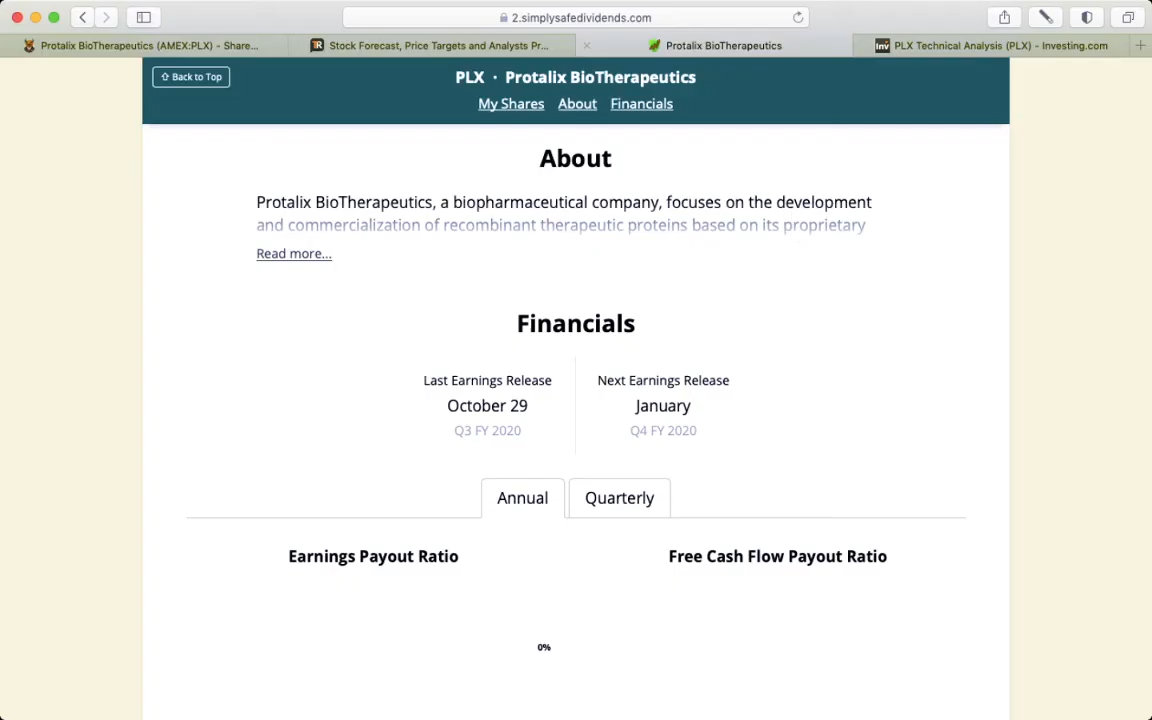 2.simplysafedividends.com
Protalix BioTherapeutics (AMEX:PLX) - Share...
TR Stock Forecast, Price Targets and Analysts Pr...
Protalix BioTherapeutics
Inv PLX Technical Analysis (PLX) - Investing.com
Back to Top
PLX · Protalix BioTherapeutics
My Shares About Financials
About
Protalix BioTherapeutics, a biopharmaceutical company, focuses on the development
and commercialization of recombinant therapeutic proteins based on its proprietary
Read more...
Financials
Last Earnings Release Next Earnings Release
October 29 January
Q3 FY 2020 Q4 FY 2020
Annual Quarterly
Earnings Payout Ratio Free Cash Flow Payout Ratio
0%